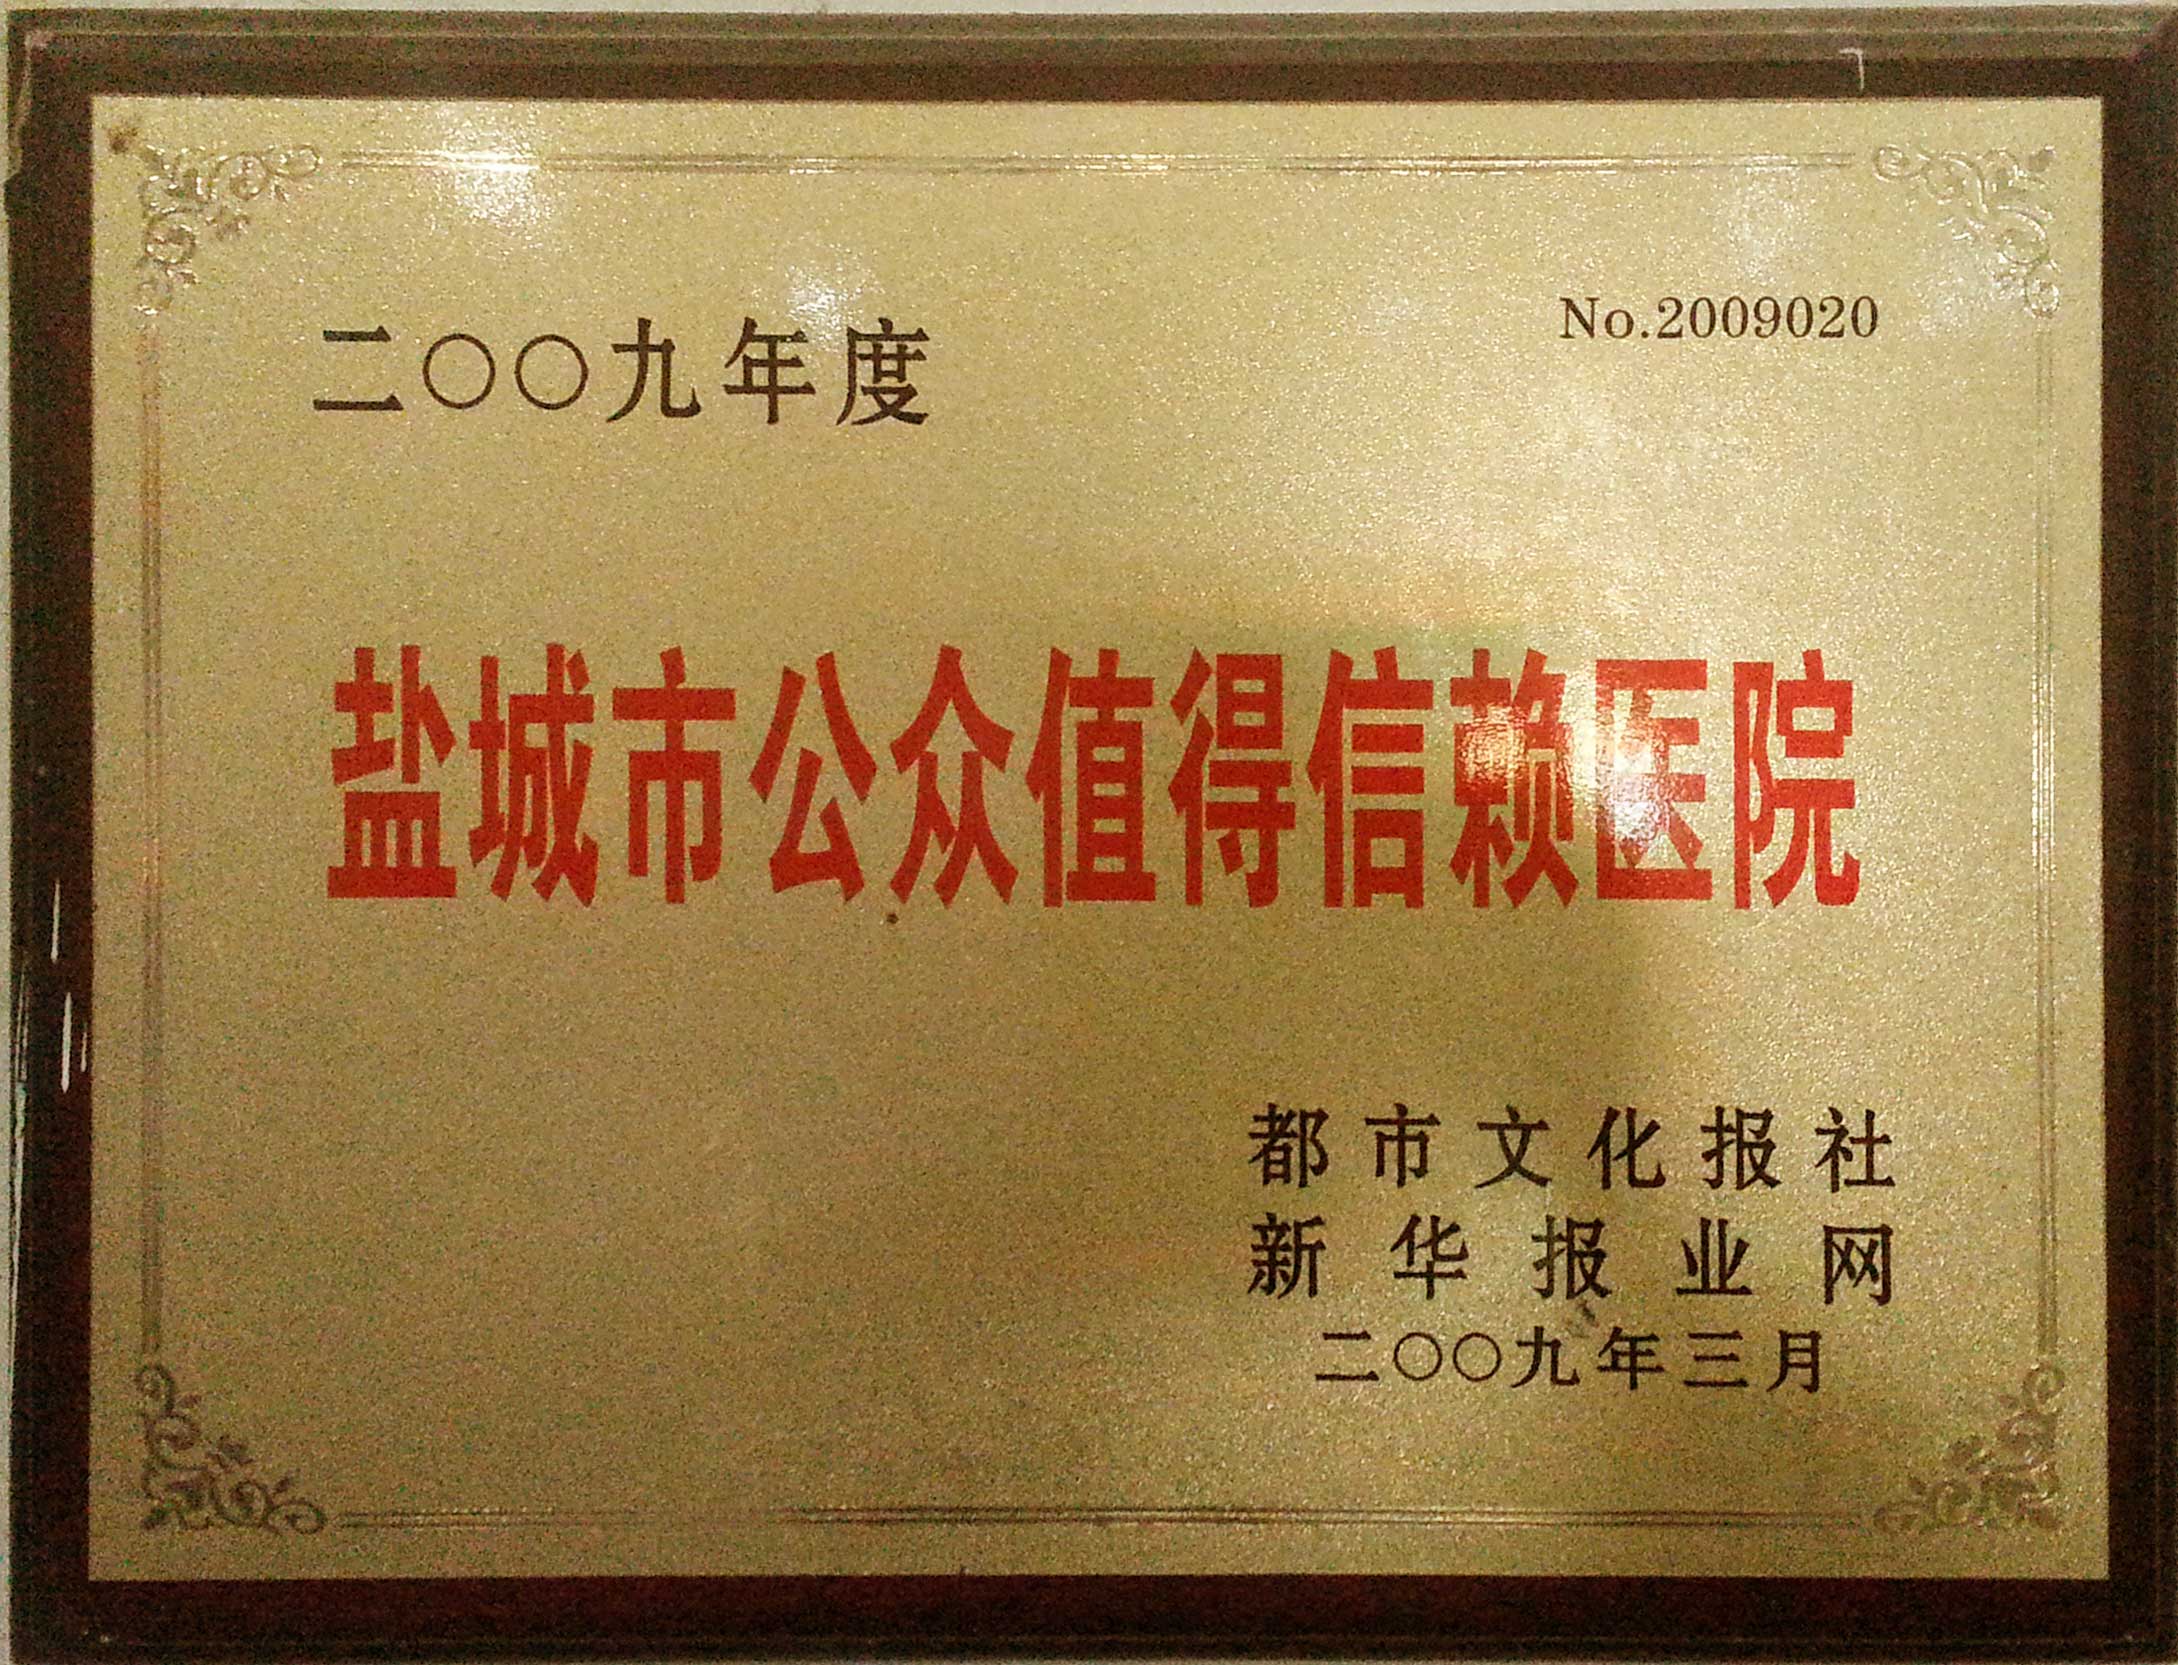 二〇〇九年度
No.2009020
盐城市公众值得信赖医院
都市文化报社
新华报业网
二〇〇九年三月